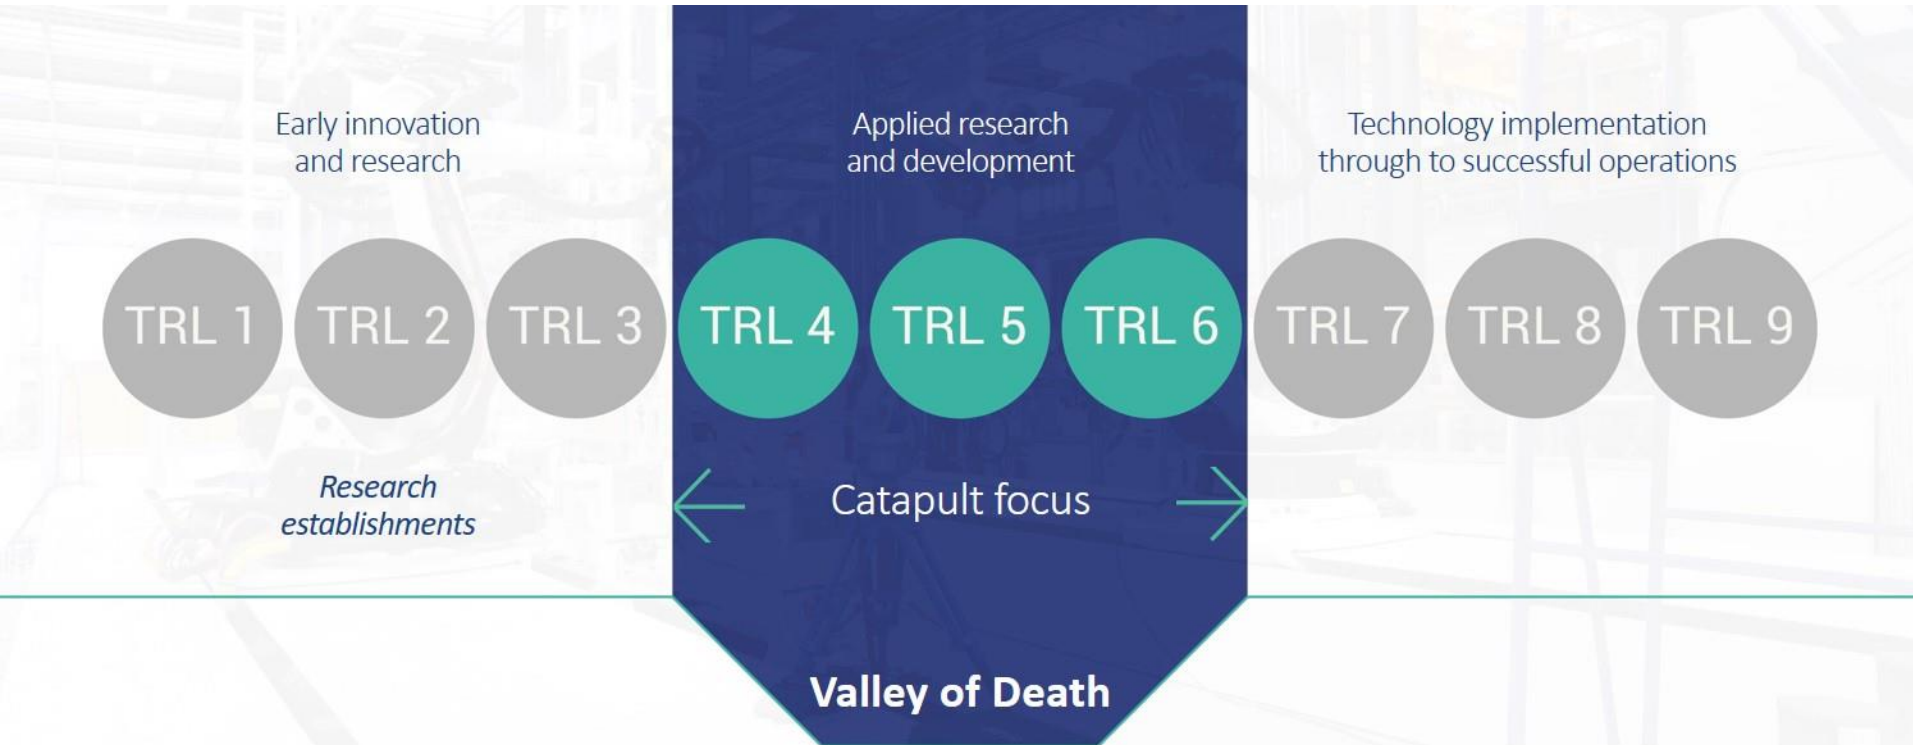 Early innovation
and research
Applied research
and development
Technology implementation
through to successful operations
TRL 1
TRL 2
TRL 3
TRL 4
TRL 5
TRL 6
TRL 7
TRL 8
TRL 9
Research
establishments
Catapult focus
Valley of Death